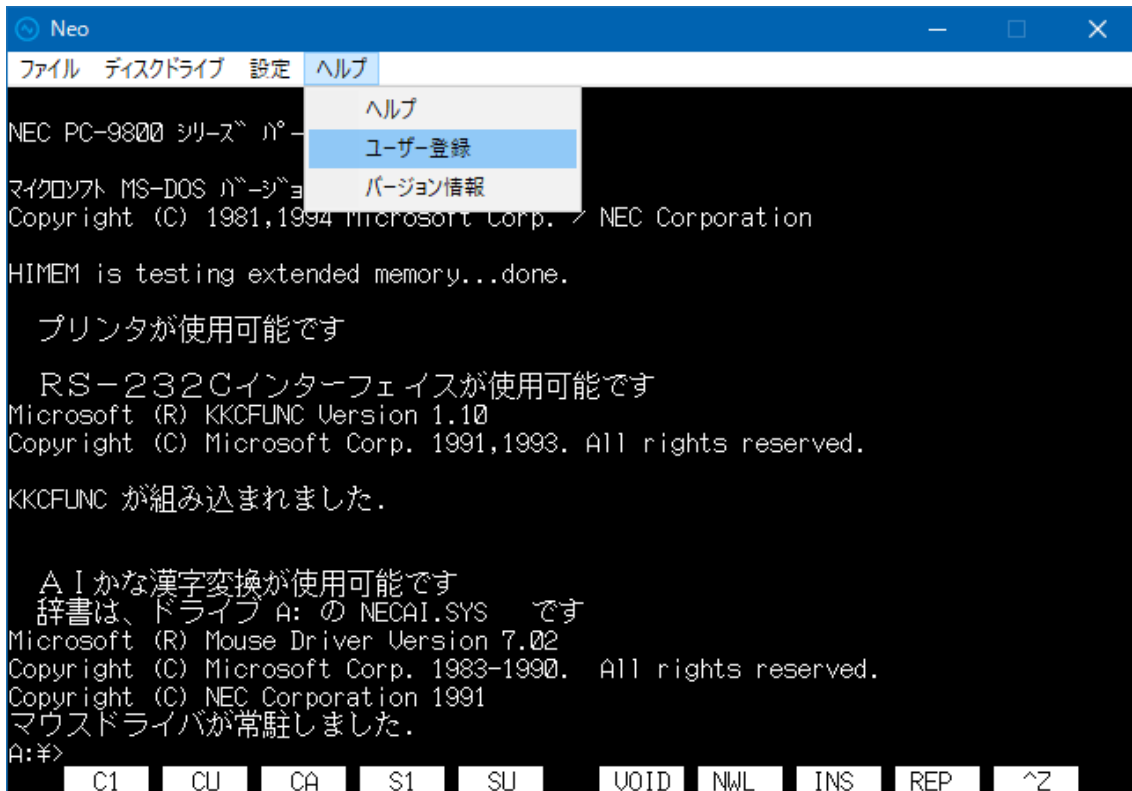 Neo
ファイル ディスクドライブ 設定 ヘルプ
ヘルプ
ユーザー登録
バージョン情報
NEC PC-9800 シリーズ パー
マイクロソフト MS-DOS バージョ
Copyright (C) 1981,1994 Microsoft Corp. / NEC Corporation
HIMEM is testing extended memory...done.
プリンタが使用可能です
RS−232Cインターフェイスが使用可能です
Microsoft (R) KKCFUNC Version 1.10
Copyright (C) Microsoft Corp. 1991,1993. All rights reserved.
KKCFUNC が組み込まれました.
AIかな漢字変換が使用可能です
辞書は、ドライブ A: の NECAI.SYS です
Microsoft (R) Mouse Driver Version 7.02
Copyright (C) Microsoft Corp. 1983-1990. All rights reserved.
Copyright (C) NEC Corporation 1991
マウスドライバが常駐しました.
A:¥>
C1 CU CA S1 SU VOID NWL INS REP ^Z